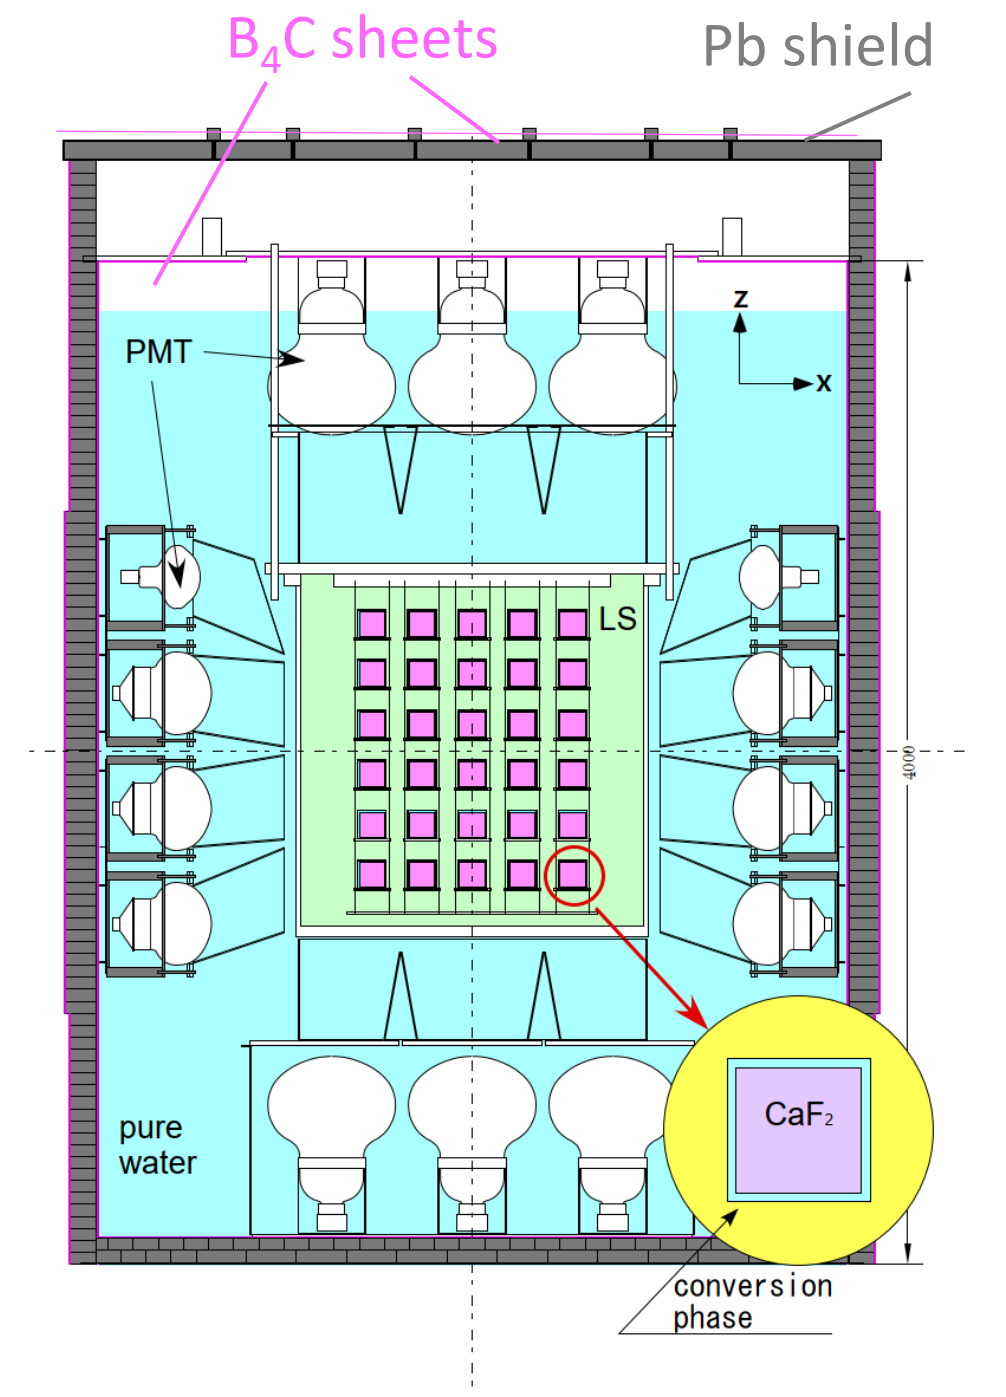 B₄C sheets
Pb shield
PMT
Z
X
LS
4000
CaF₂
pure
water
conversion
phase